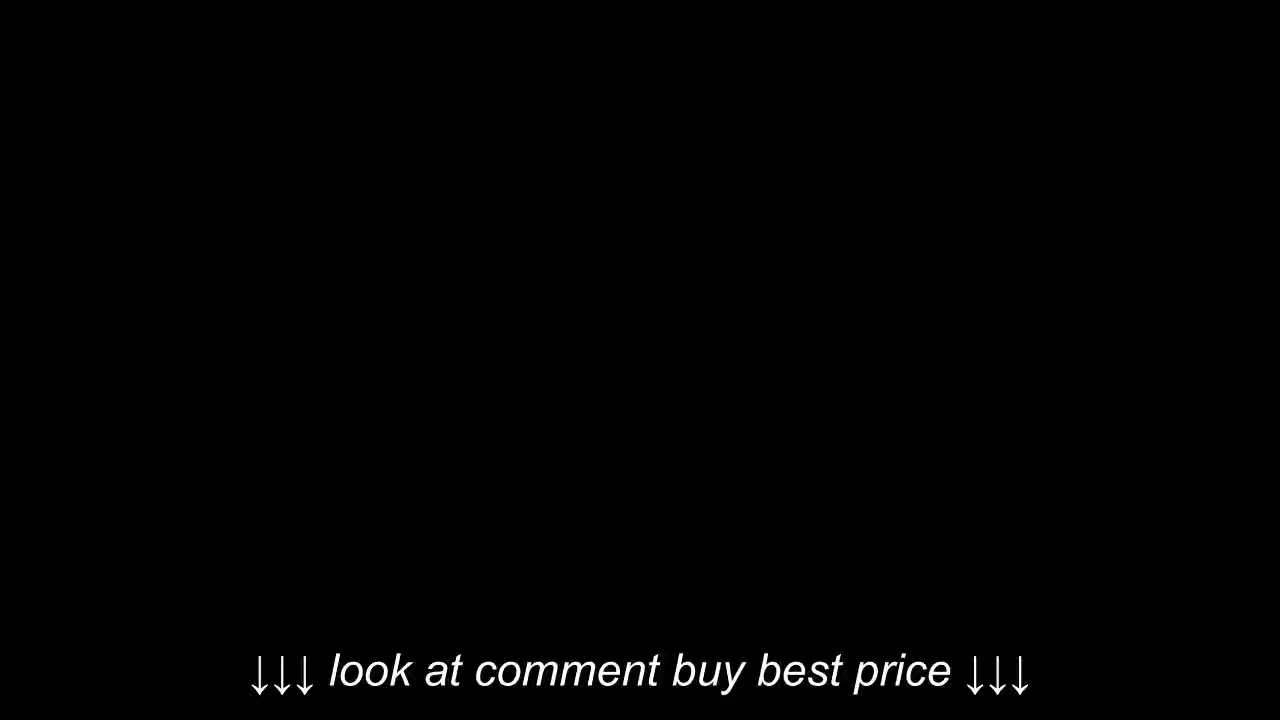 ↓↓↓ look at comment buy best price ↓↓↓